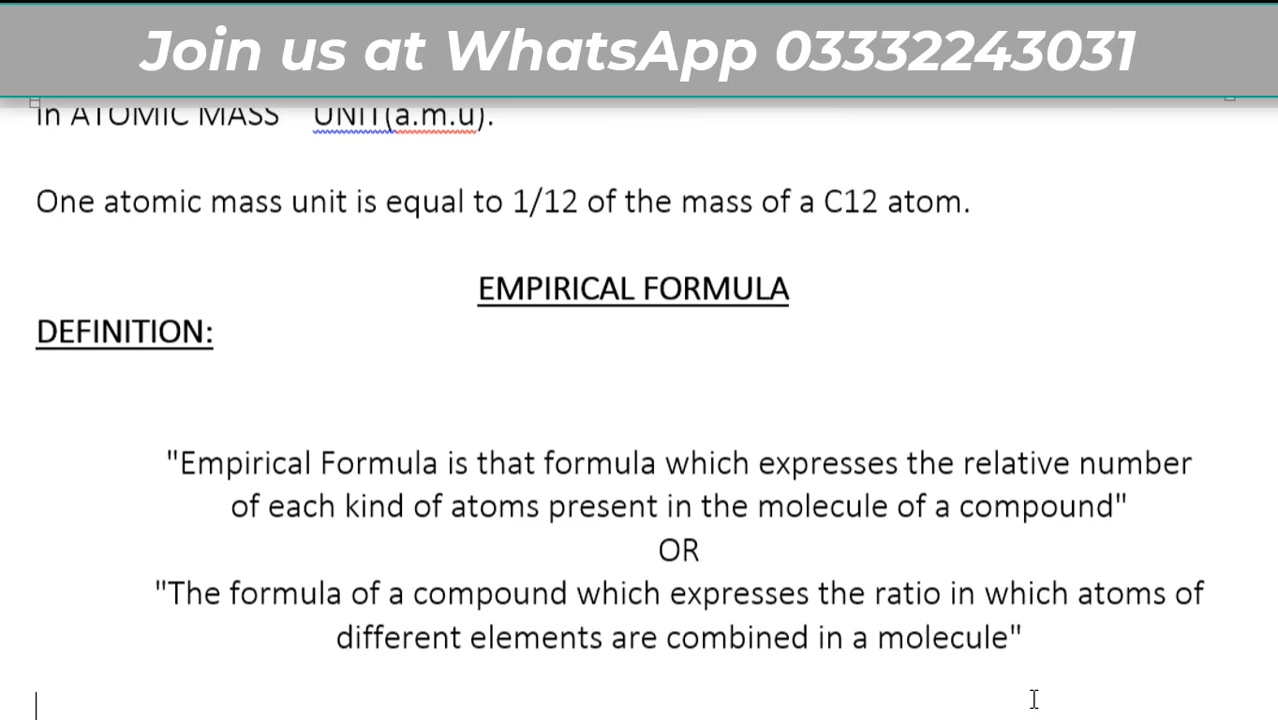 Join us at WhatsApp 03332243031
in ATOMIC MASS UNIT(a.m.u).
One atomic mass unit is equal to 1/12 of the mass of a C12 atom.
EMPIRICAL FORMULA
DEFINITION:
"Empirical Formula is that formula which expresses the relative number
of each kind of atoms present in the molecule of a compound"
OR
"The formula of a compound which expresses the ratio in which atoms of
different elements are combined in a molecule"